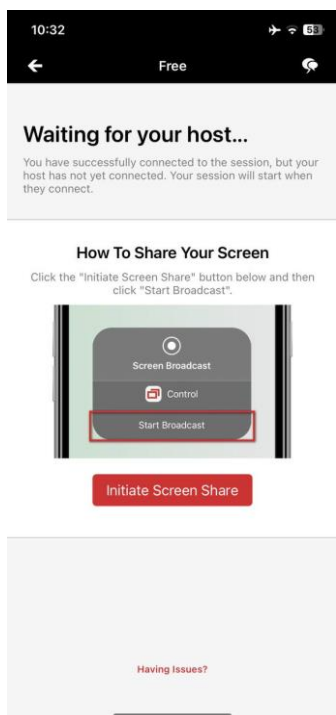 10:32
53
Free
Waiting for your host...
You have successfully connected to the session, but your
host has not yet connected. Your session will start when
they connect.
How To Share Your Screen
Click the "Initiate Screen Share" button below and then
click "Start Broadcast".
Screen Broadcast
Control
Start Broadcast
Initiate Screen Share
Having Issues?